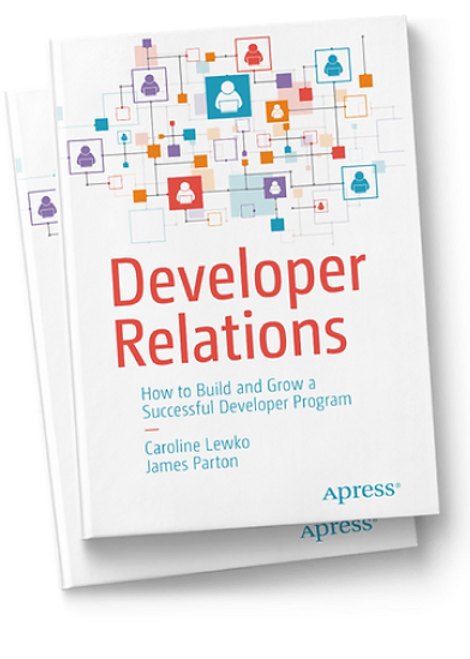 Developer
Relations
How to Build and Grow a
Successful Developer Program
Caroline Lewko
James Parton
Apress®
Apress®